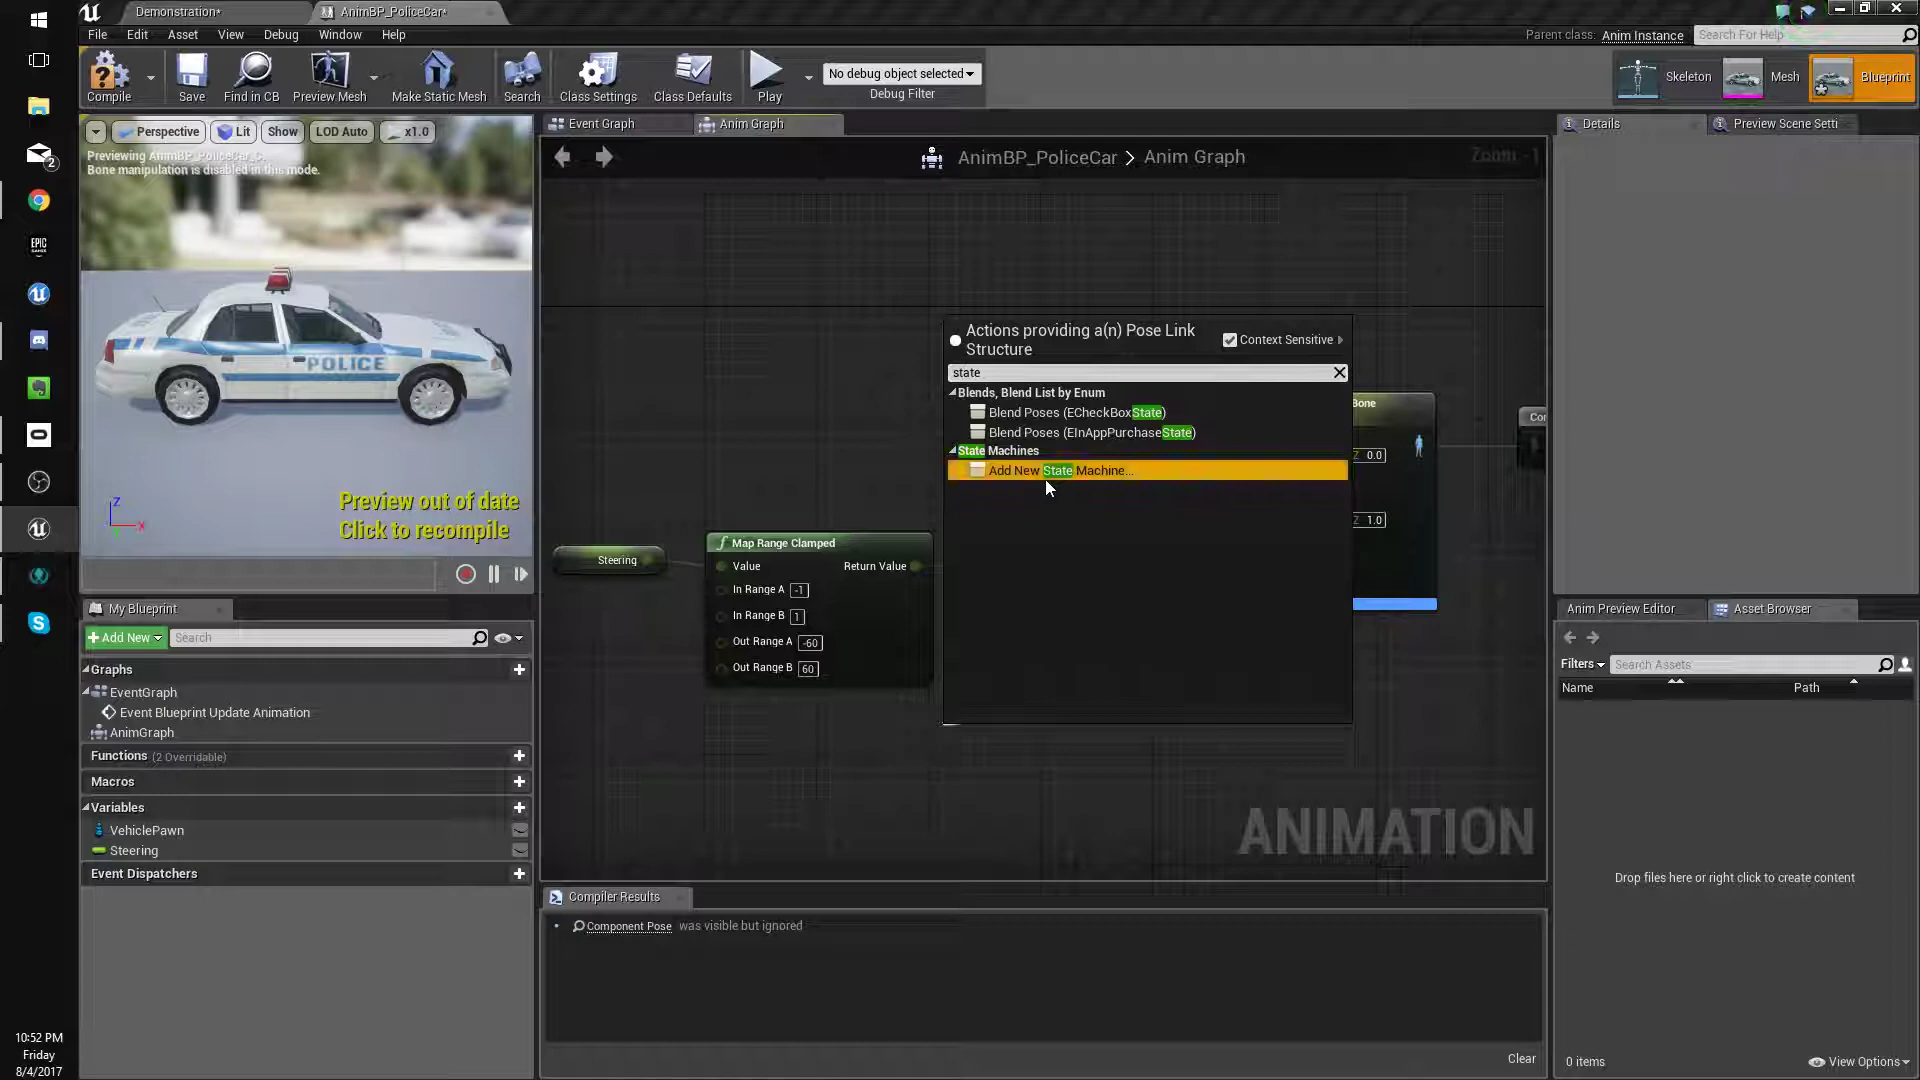 Demonstration*
AnimBP_PoliceCar*
File Edit Asset View Debug Window Help
Parent class: Anim Instance
Search For Help
Compile
Save
Find in CB
Preview Mesh
Make Static Mesh
Search
Class Settings
Class Defaults
Play
No debug object selected
Debug Filter
Skeleton
Mesh
Blueprint
Perspective
Lit
Show
LOD Auto
x1.0
Previewing AnimBP_PoliceCar_C.
Bone manipulation is disabled in this mode.
POLICE
Z
X
Preview out of date
Click to recompile
Event Graph
Anim Graph
AnimBP_PoliceCar > Anim Graph
Zoom -1
Actions providing a(n) Pose Link
Structure
Context Sensitive
state
Blends, Blend List by Enum
Blend Poses (ECheckBoxState)
Blend Poses (EInAppPurchaseState)
State Machines
Add New State Machine...
Bone
Z 0.0
Z 1.0
Steering
Map Range Clamped
Value
Return Value
In Range A -1
In Range B 1
Out Range A -60
Out Range B 60
ANIMATION
Details
Preview Scene Setti
My Blueprint
Add New
Search
Graphs
EventGraph
Event Blueprint Update Animation
AnimGraph
Functions (2 Overridable)
Macros
Variables
VehiclePawn
Steering
Event Dispatchers
Compiler Results
Component Pose was visible but ignored
Clear
Anim Preview Editor
Asset Browser
Filters
Search Assets
Name
Path
Drop files here or right click to create content
0 items
View Options
EPIC
GAMES
2
10:52 PM
Friday
8/4/2017